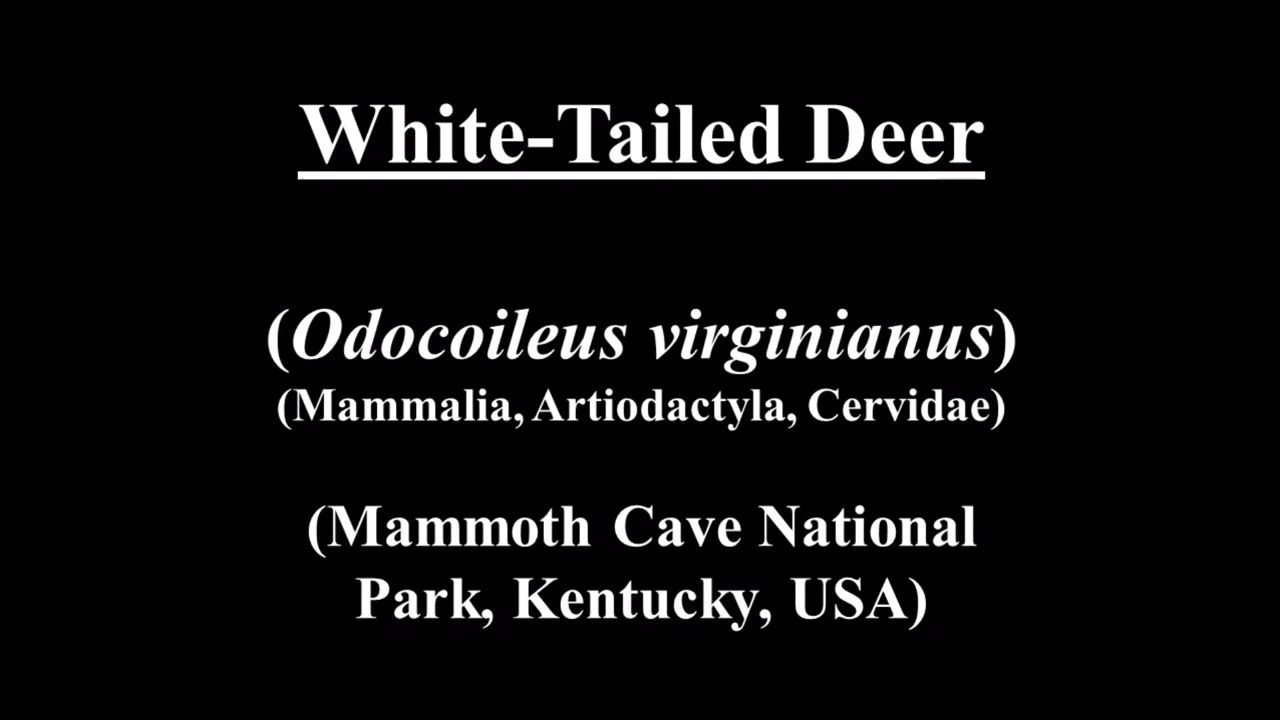 White-Tailed Deer
(Odocoileus virginianus)
(Mammalia, Artiodactyla, Cervidae)
(Mammoth Cave National
Park, Kentucky, USA)